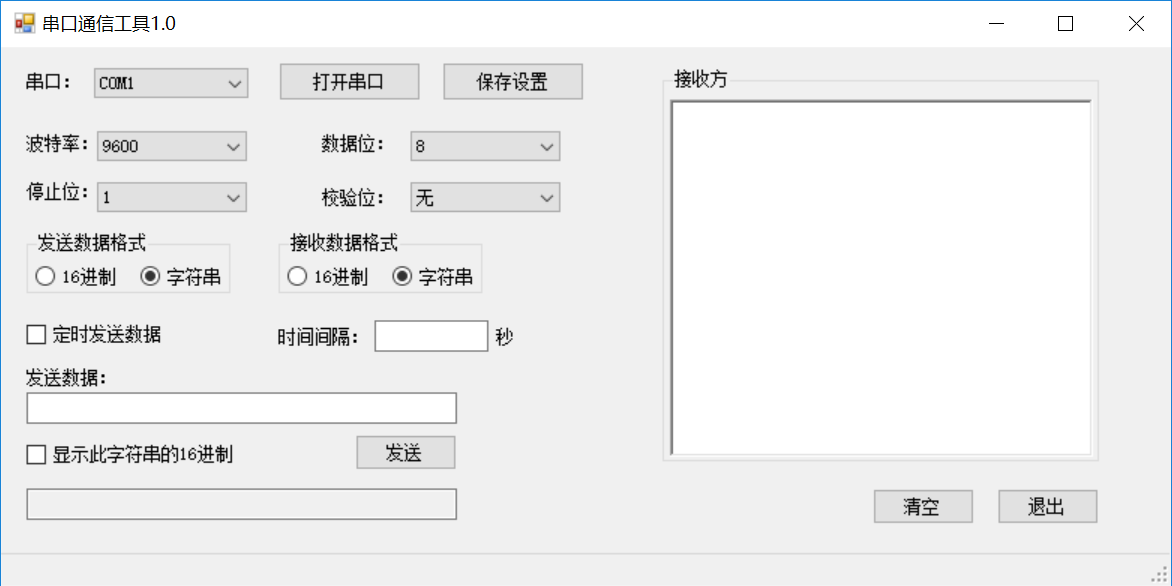 串口通信工具1.0
串口： COM1 打开串口 保存设置
波特率： 9600 数据位： 8
停止位： 1 校验位： 无
发送数据格式 接收数据格式
16进制 字符串 16进制 字符串
定时发送数据 时间间隔： 秒
发送数据：
显示此字符串的16进制 发送
接收方
清空 退出